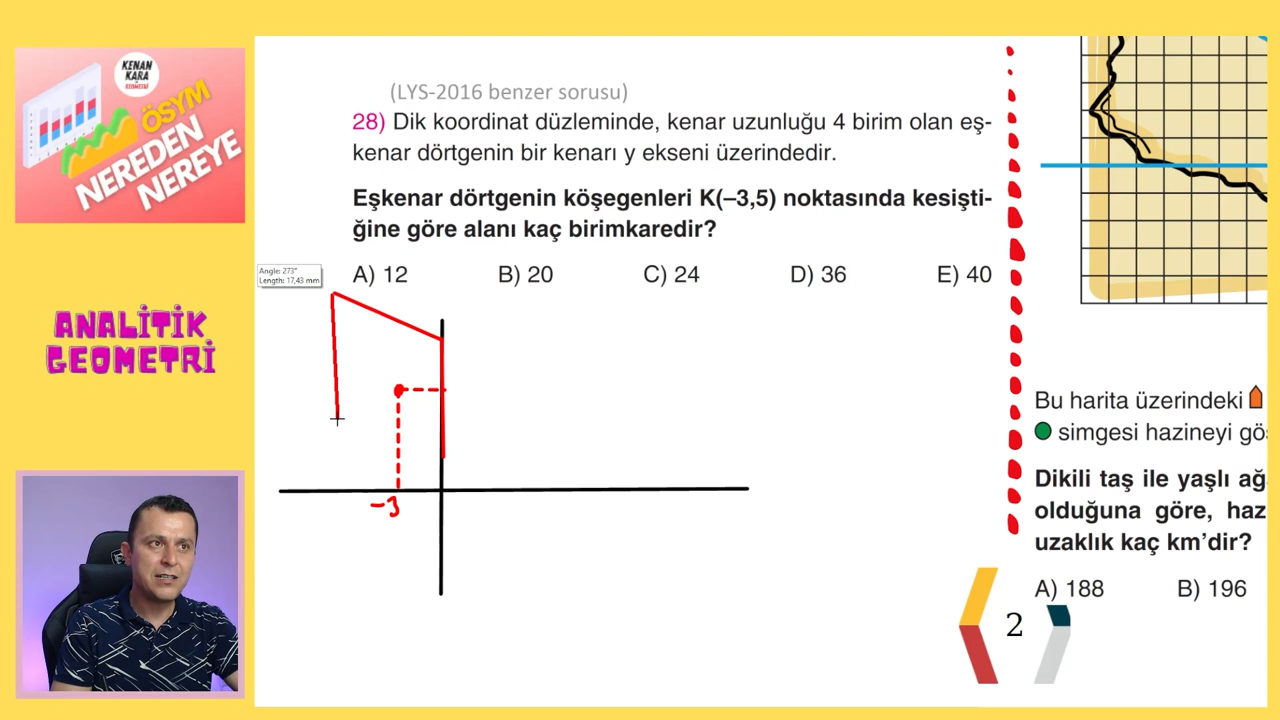 KENAN
KARA
GEOMETRİ
ÖSYM
NEREDEN
NEREYE
ANALİTİK
GEOMETRİ
(LYS-2016 benzer sorusu)
28) Dik koordinat düzleminde, kenar uzunluğu 4 birim olan eş-
kenar dörtgenin bir kenarı y ekseni üzerindedir.
Eşkenar dörtgenin köşegenleri K(–3,5) noktasında kesişti-
ğine göre alanı kaç birimkaredir?
A) 12 B) 20 C) 24 D) 36 E) 40
Angle: 273°
Length: 17,43 mm
-3
Bu harita üzerindeki
simgesi hazineyi gö
Dikili taş ile yaşlı ağ
olduğuna göre, haz
uzaklık kaç km’dir?
A) 188 B) 196
2